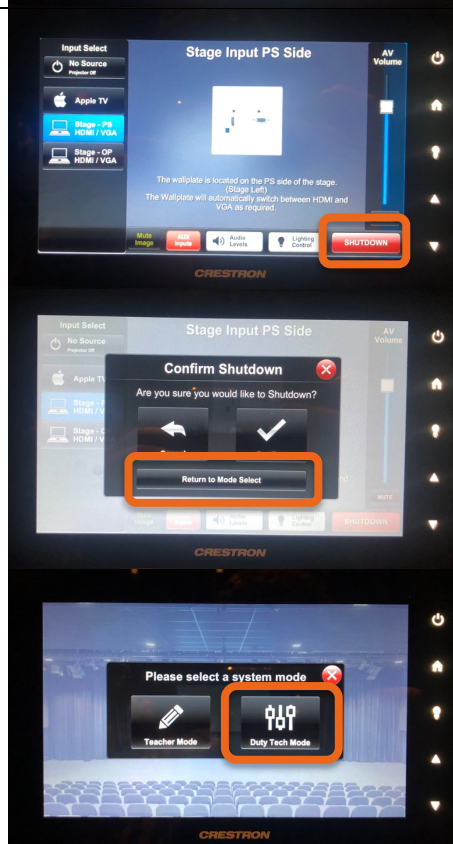 Input Select
No Source
Projector Off
Apple TV
Stage - PS
HDMI / VGA
Stage - OP
HDMI / VGA
Stage Input PS Side
AV
Volume
The wallplate is located on the PS side of the stage.
(Stage Left)
The Wallplate will automatically switch between HDMI and
VGA as required.
Mute
Image
AUX
Inputs
Audio
Levels
Lighting
Control
SHUTDOWN
CRESTRON
Input Select
No Source
Projector Off
Apple TV
Stage - P
HDMI / V
Stage - O
HDMI / V
Stage Input PS Side
AV
Volume
Confirm Shutdown
Are you sure you would like to Shutdown?
Return to Mode Select
MUTE
Image
Levels
Lighting
Control
SHUTDOWN
CRESTRON
Please select a system mode
Teacher Mode
Duty Tech Mode
CRESTRON